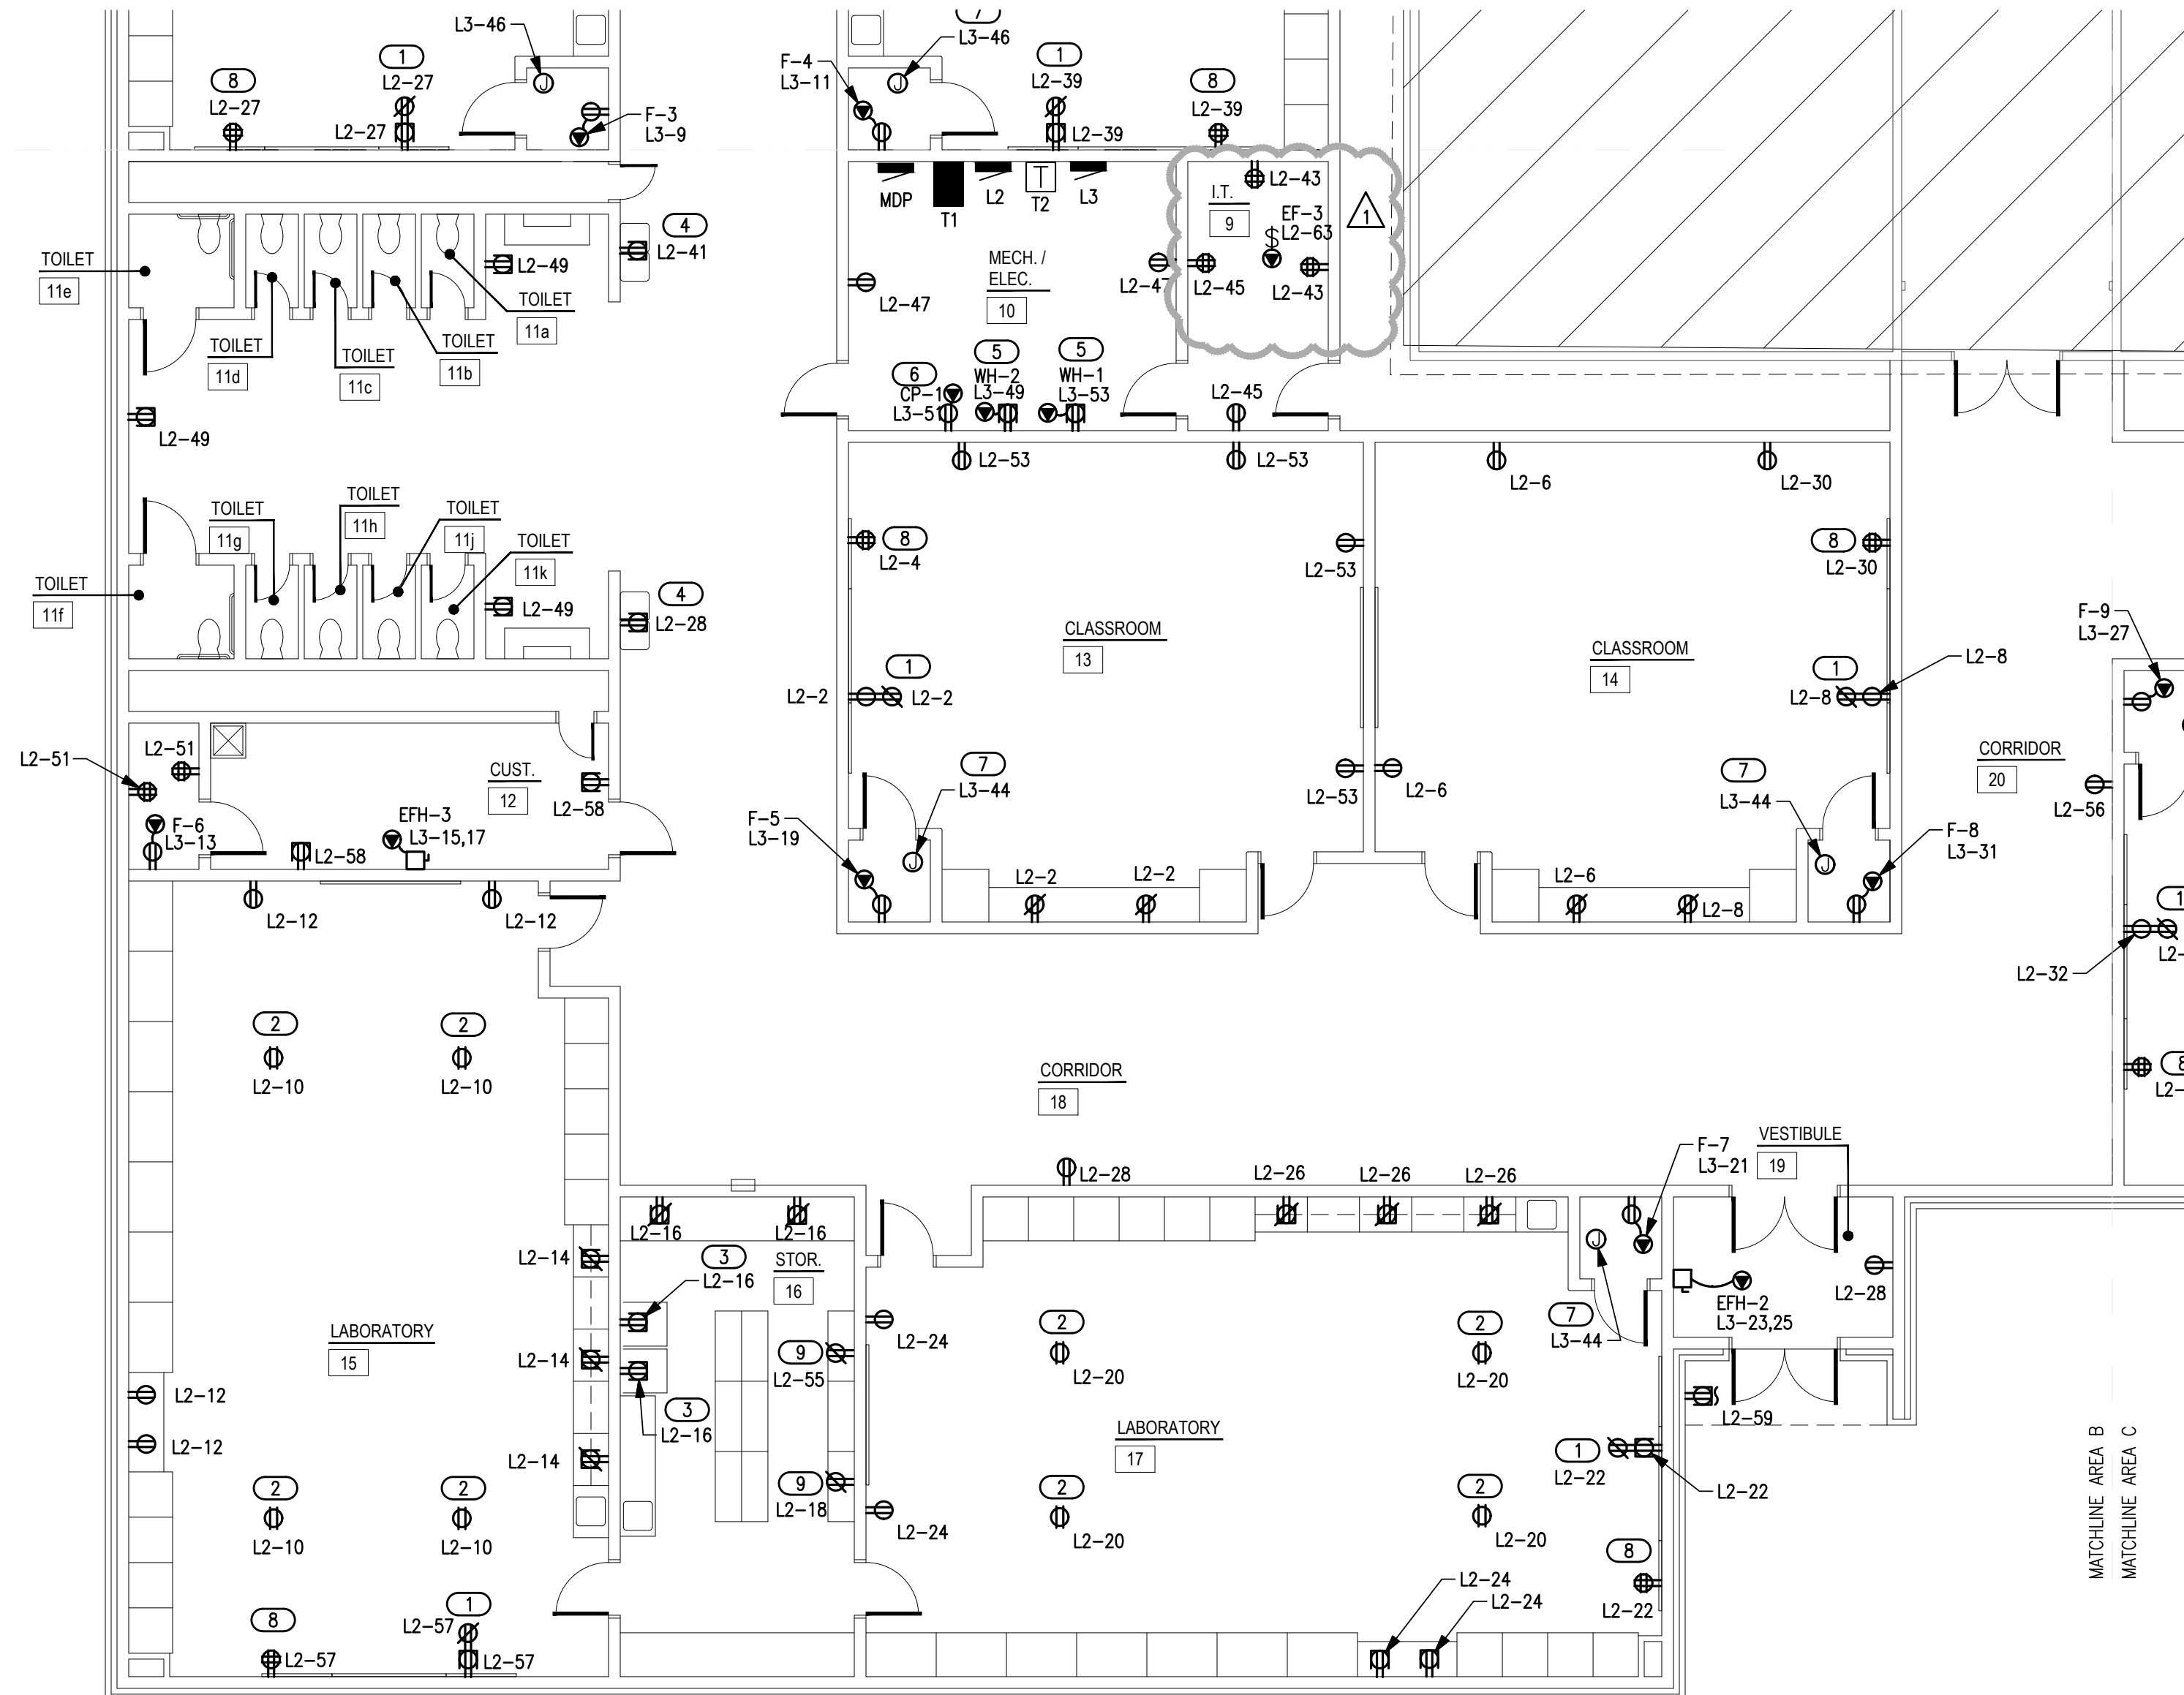 L3-46
7
L3-46
1
L2-27
8
L2-27
L2-27
J
F-3
L3-9
F-4
L3-11
J
1
L2-39
8
L2-39
L2-39
MDP
T1
L2
T
T2
L3
L2-43
I.T.
9
EF-3
L2-63
$
1
L2-45
L2-43
4
L2-41
L2-49
TOILET
11e
TOILET
11a
TOILET
11b
TOILET
11c
TOILET
11d
MECH. /
ELEC.
10
L2-47
L2-47
6
CP-1
L3-51
5
WH-2
L3-49
5
WH-1
L3-53
L2-45
L2-49
L2-53
L2-53
L2-6
L2-30
TOILET
11g
TOILET
11h
TOILET
11j
TOILET
11k
TOILET
11f
L2-49
4
L2-28
8
L2-4
L2-53
8
L2-30
CLASSROOM
13
CLASSROOM
14
F-9
L3-27
1
L2-2
L2-2
1
L2-8
L2-8
L2-51
L2-51
CUST.
12
L2-58
EFH-3
L3-15,17
F-6
L3-13
L2-58
7
L3-44
L2-53
L2-6
7
L3-44
CORRIDOR
20
L2-56
F-5
L3-19
J
F-8
L3-31
J
L2-2
L2-2
L2-6
L2-8
L2-12
L2-12
1
L2-
L2-32
2
L2-10
2
L2-10
CORRIDOR
18
8
L2-
L2-28
L2-26
L2-26
L2-26
F-7
L3-21
VESTIBULE
19
L2-16
L2-16
L2-14
3
L2-16
STOR.
16
J
7
L3-44
EFH-2
L3-23,25
L2-28
LABORATORY
15
L2-14
L2-24
2
L2-20
2
L2-20
9
L2-55
L2-12
L2-12
3
L2-16
L2-14
LABORATORY
17
L2-59
1
L2-22
L2-22
2
L2-10
2
L2-10
9
L2-18
L2-24
2
L2-20
2
L2-20
8
L2-22
L2-24
L2-24
8
L2-57
1
L2-57
L2-57
MATCHLINE AREA B
MATCHLINE AREA C